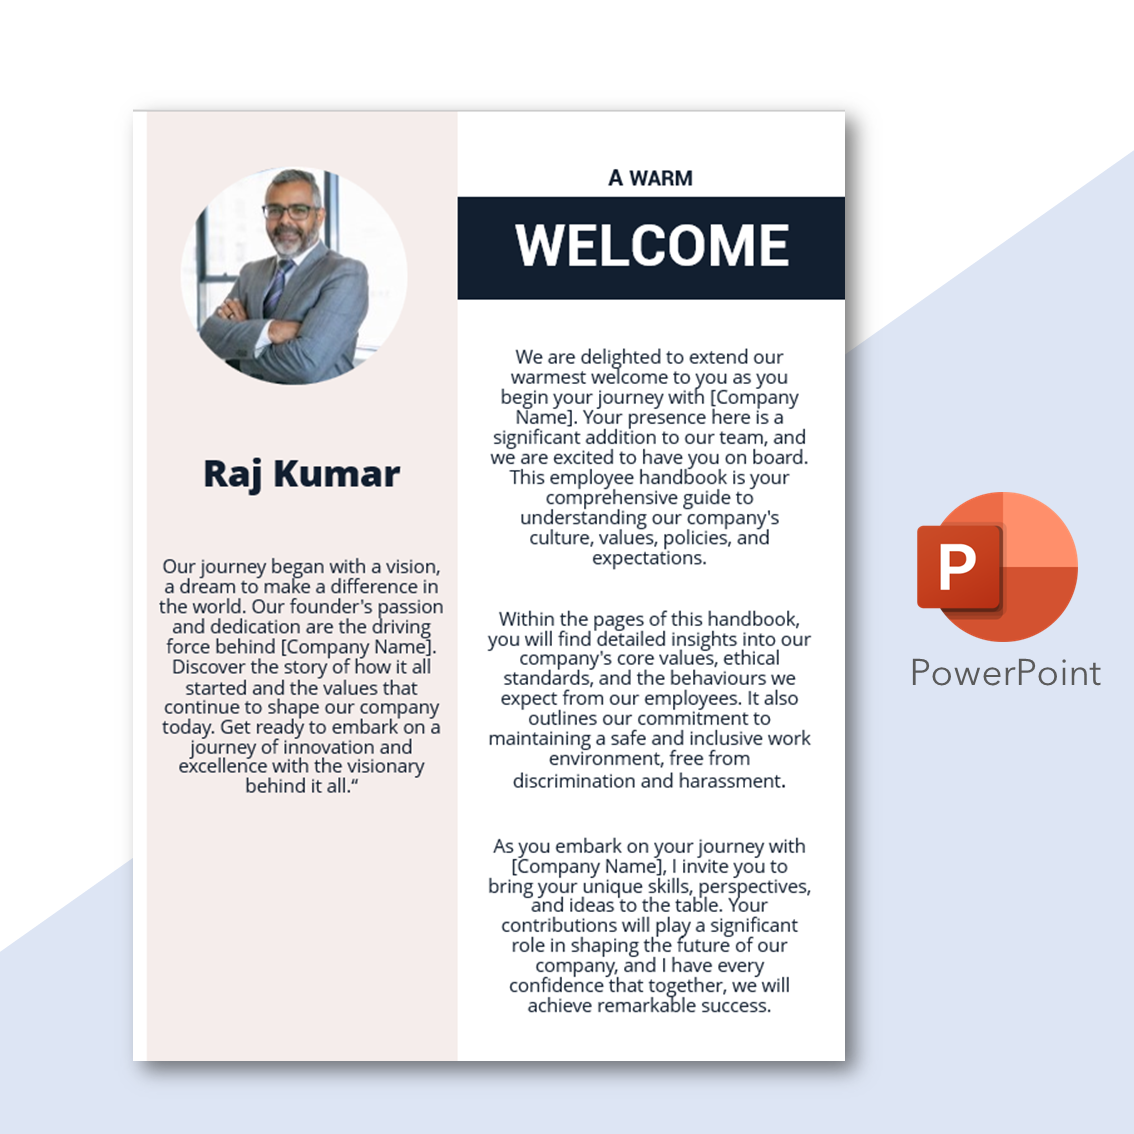 Raj Kumar
Our journey began with a vision,
a dream to make a difference in
the world. Our founder's passion
and dedication are the driving
force behind [Company Name].
Discover the story of how it all
started and the values that
continue to shape our company
today. Get ready to embark on a
journey of innovation and
excellence with the visionary
behind it all.“
A WARM
WELCOME
We are delighted to extend our
warmest welcome to you as you
begin your journey with [Company
Name]. Your presence here is a
significant addition to our team, and
we are excited to have you on board.
This employee handbook is your
comprehensive guide to
understanding our company's
culture, values, policies, and
expectations.
Within the pages of this handbook,
you will find detailed insights into our
company's core values, ethical
standards, and the behaviours we
expect from our employees. It also
outlines our commitment to
maintaining a safe and inclusive work
environment, free from
discrimination and harassment.
As you embark on your journey with
[Company Name], I invite you to
bring your unique skills, perspectives,
and ideas to the table. Your
contributions will play a significant
role in shaping the future of our
company, and I have every
confidence that together, we will
achieve remarkable success.
P
PowerPoint